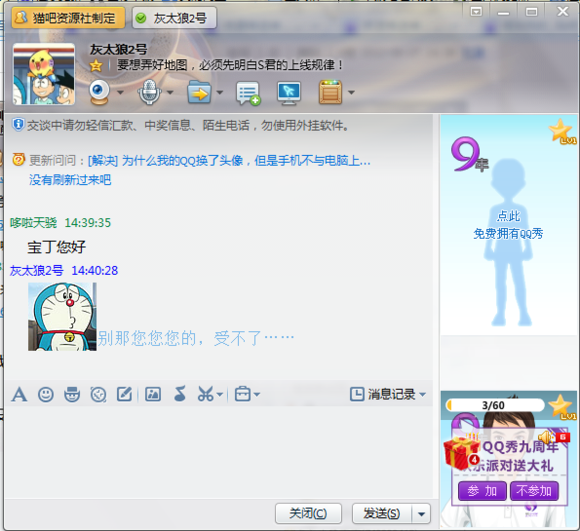 猫吧资源社制定
灰太狼2号
灰太狼2号
要想弄好地图，必须先明白S君的上线规律！
交谈中请勿轻信汇款、中奖信息、陌生电话，勿使用外挂软件。
更新问问：[解决] 为什么我的QQ换了头像，但是手机不与电脑上...
没有刷新过来吧
哆啦天骁 14:39:35
宝丁您好
灰太狼2号 14:40:28
别那您您您的，受不了……
消息记录
关闭(C)
发送(S)
LV1
9年
点此
免费拥有QQ秀
3/60
LV1
6
QQ秀九周年
乐派对送大礼
4
参 加
不参加